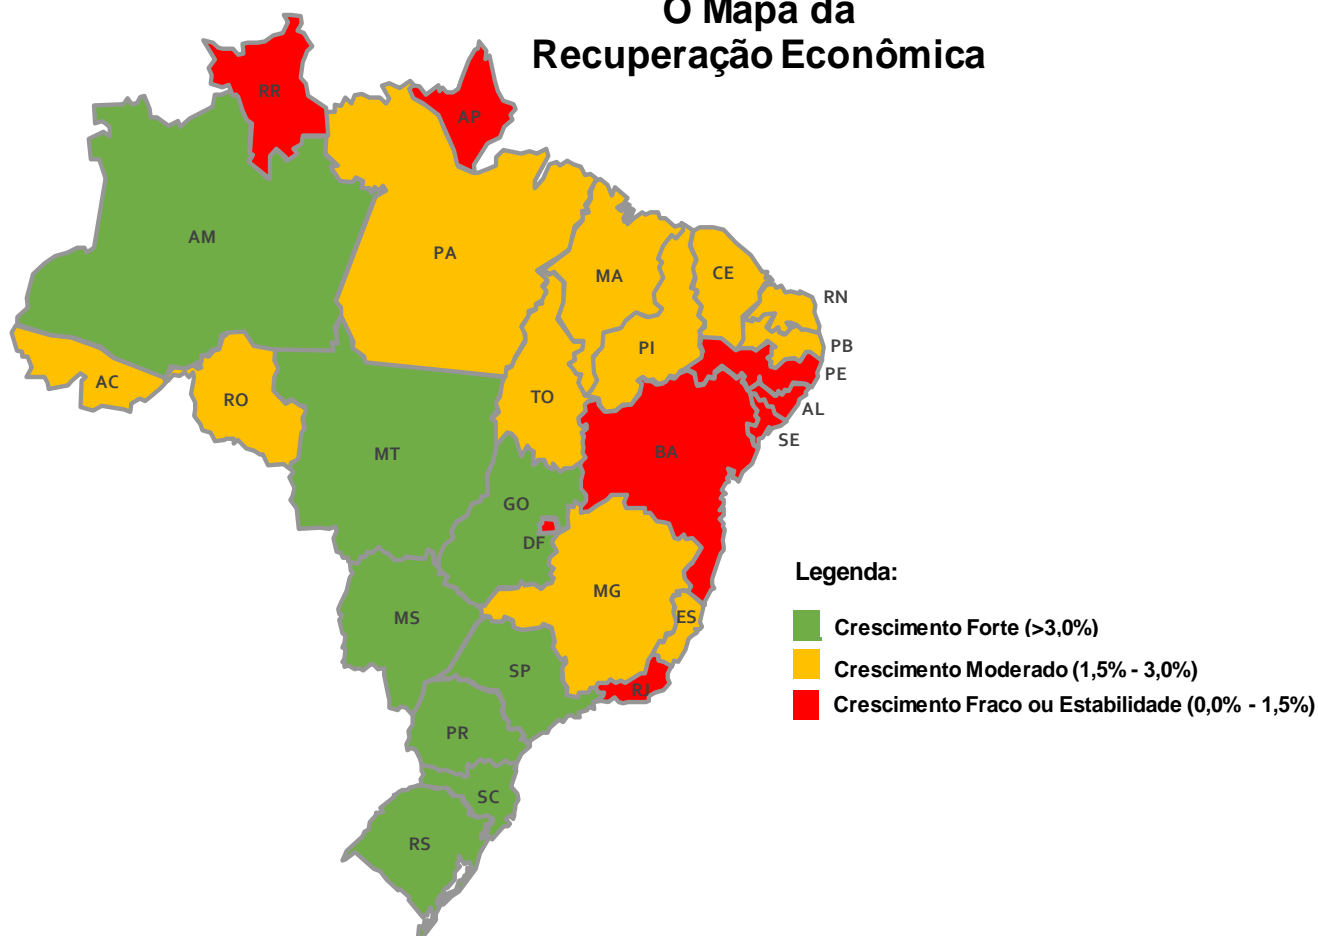 O Mapa da
Recuperação Econômica
RR
AP
AM
PA
MA
CE
RN
PI
PB
PE
AC
RO
TO
AL
SE
MT
BA
GO
DF
MG
ES
MS
SP
RJ
PR
SC
RS
Legenda:
Crescimento Forte (>3,0%)
Crescimento Moderado (1,5% - 3,0%)
Crescimento Fraco ou Estabilidade (0,0% - 1,5%)